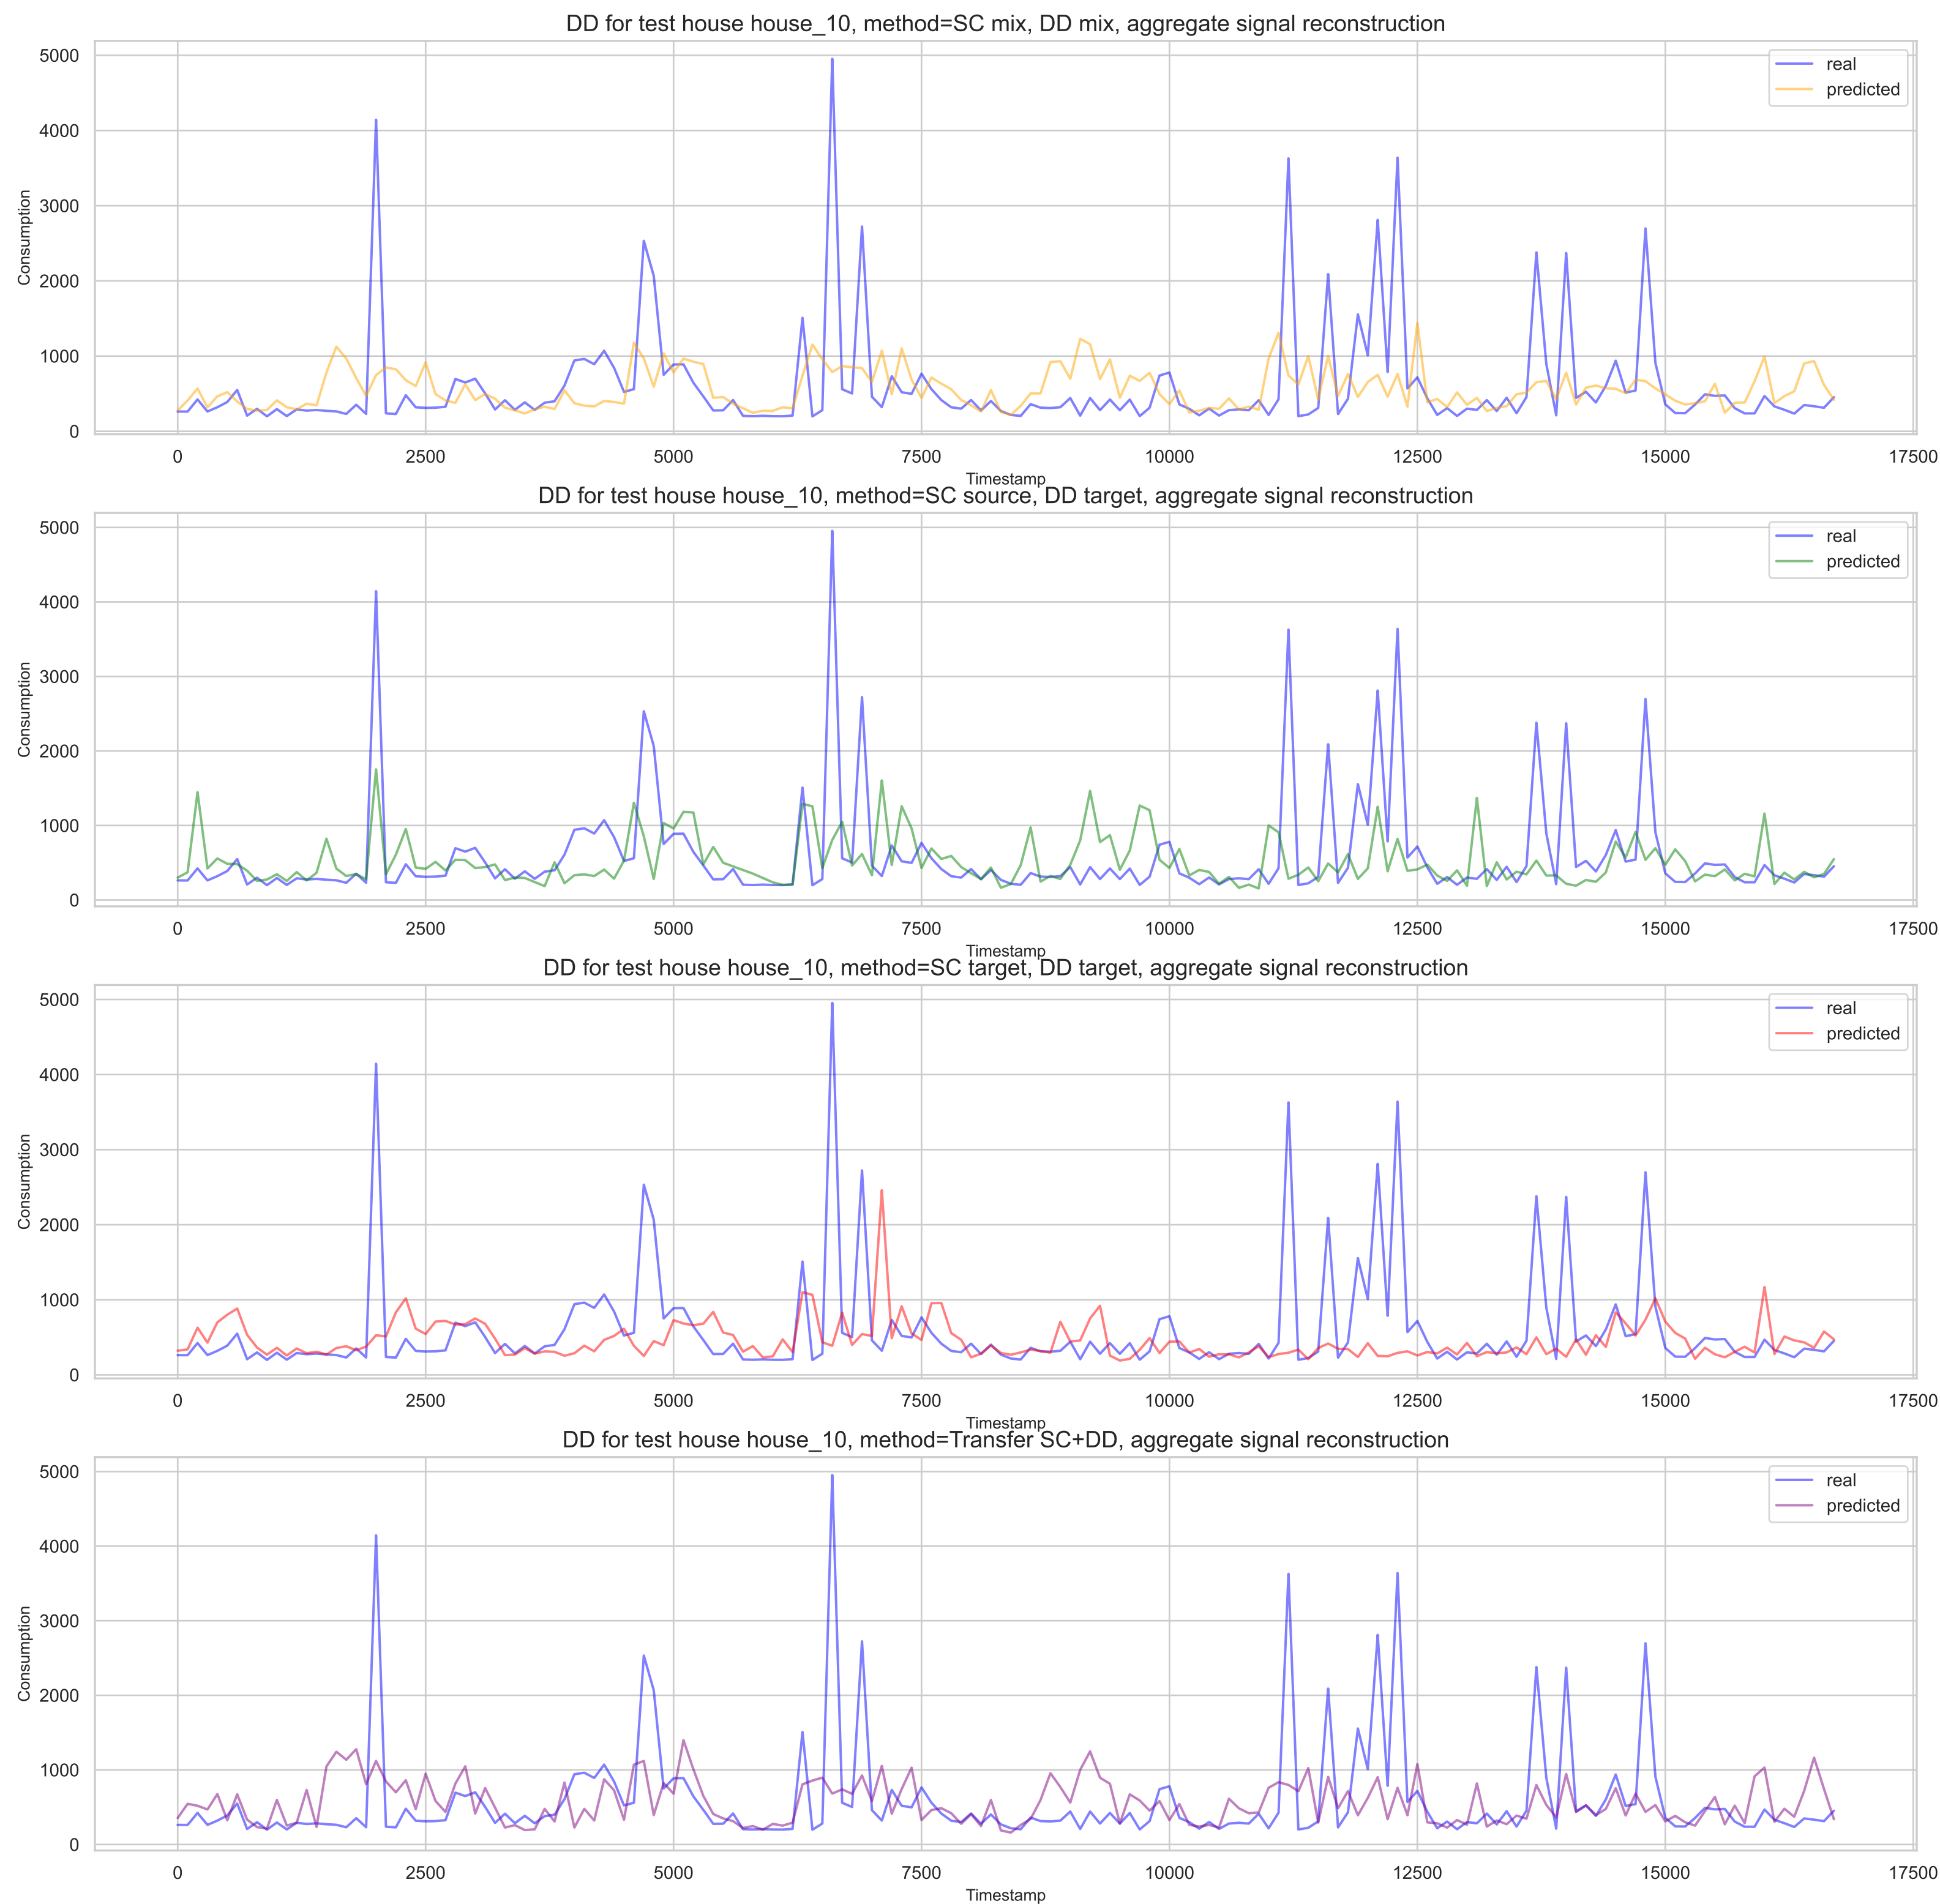 DD for test house house_10, method=SC mix, DD mix, aggregate signal reconstruction
5000
4000
3000
2000
1000
0
Consumption
real
predicted
0 2500 5000 7500 10000 12500 15000 17500
Timestamp
DD for test house house_10, method=SC source, DD target, aggregate signal reconstruction
5000
4000
3000
2000
1000
0
Consumption
real
predicted
0 2500 5000 7500 10000 12500 15000 17500
Timestamp
DD for test house house_10, method=SC target, DD target, aggregate signal reconstruction
5000
4000
3000
2000
1000
0
Consumption
real
predicted
0 2500 5000 7500 10000 12500 15000 17500
Timestamp
DD for test house house_10, method=Transfer SC+DD, aggregate signal reconstruction
5000
4000
3000
2000
1000
0
Consumption
real
predicted
0 2500 5000 7500 10000 12500 15000 17500
Timestamp